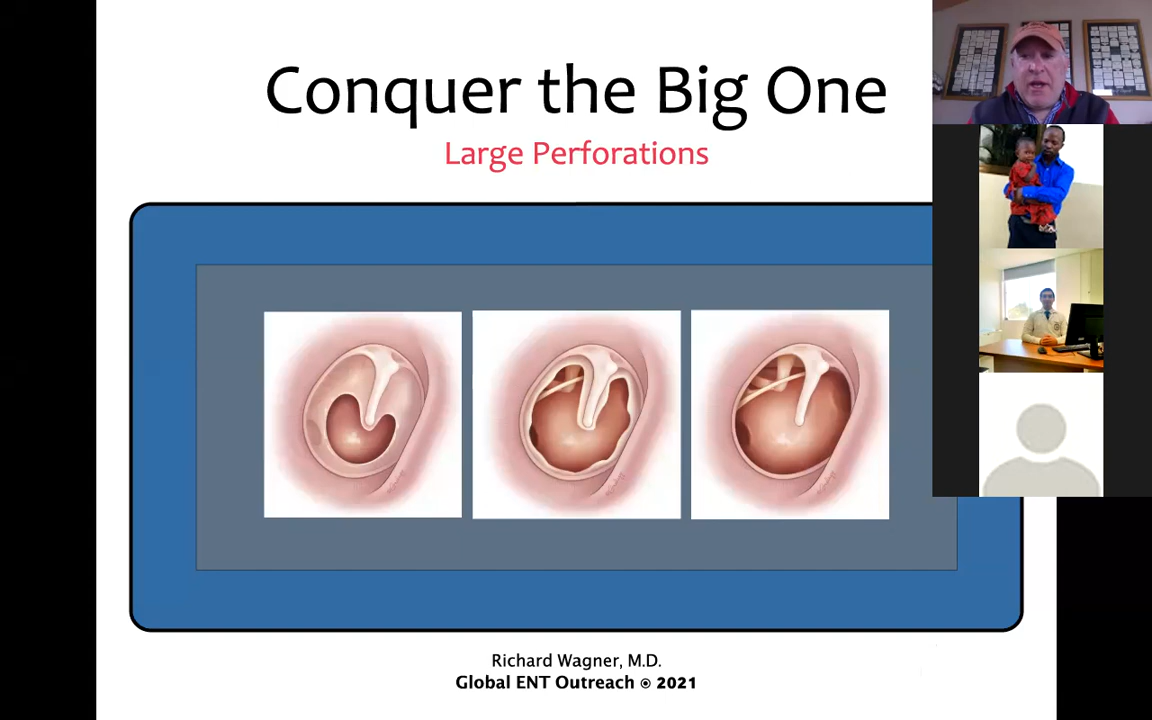 Conquer the Big One
Large Perforations
Richard Wagner, M.D.
Global ENT Outreach ® 2021